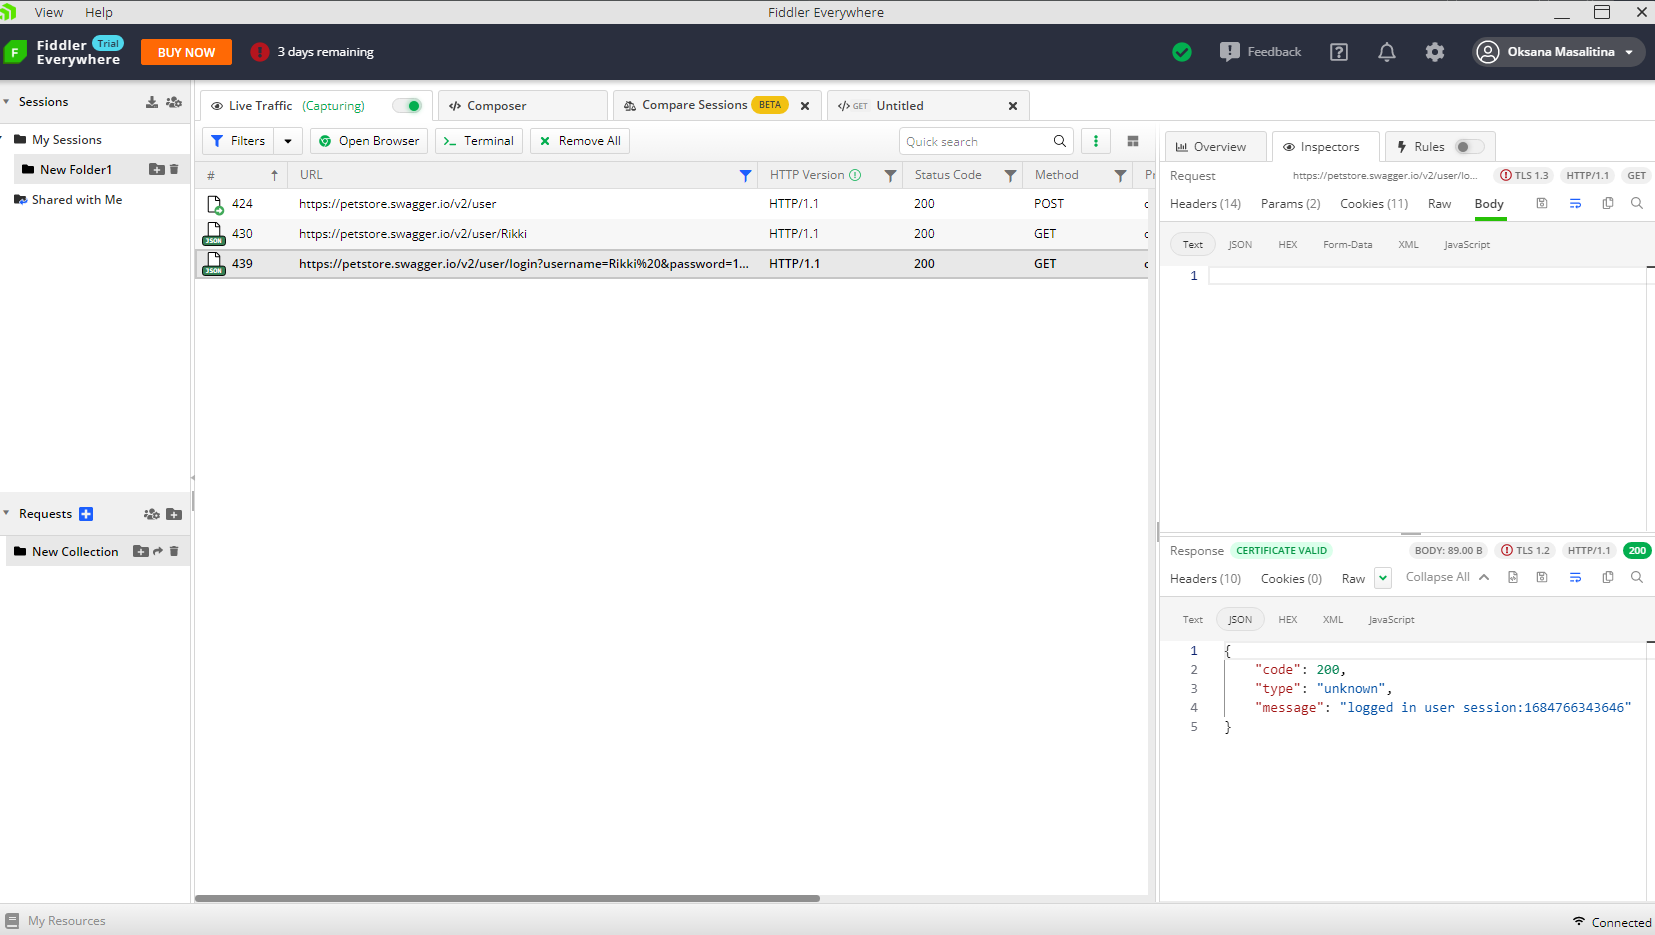 View Help Fiddler Everywhere
Fiddler Trial
Everywhere
BUY NOW
3 days remaining
Feedback
Oksana Masalitina
Sessions
My Sessions
New Folder1
Shared with Me
Requests
New Collection
Live Traffic (Capturing)
Composer
Compare Sessions BETA
GET Untitled
Filters
Open Browser
Terminal
Remove All
Quick search
# URL HTTP Version Status Code Method
424 https://petstore.swagger.io/v2/user HTTP/1.1 200 POST
JSON 430 https://petstore.swagger.io/v2/user/Rikki HTTP/1.1 200 GET
JSON 439 https://petstore.swagger.io/v2/user/login?username=Rikki%20&password=1... HTTP/1.1 200 GET
Overview
Inspectors
Rules
Request https://petstore.swagger.io/v2/user/lo... TLS 1.3 HTTP/1.1 GET
Headers (14) Params (2) Cookies (11) Raw Body
Text JSON HEX Form-Data XML JavaScript
1
Response CERTIFICATE VALID BODY: 89.00 B TLS 1.2 HTTP/1.1 200
Headers (10) Cookies (0) Raw Collapse All
Text JSON HEX XML JavaScript
1 {
2 "code": 200,
3 "type": "unknown",
4 "message": "logged in user session:1684766343646"
5 }
My Resources
Connected